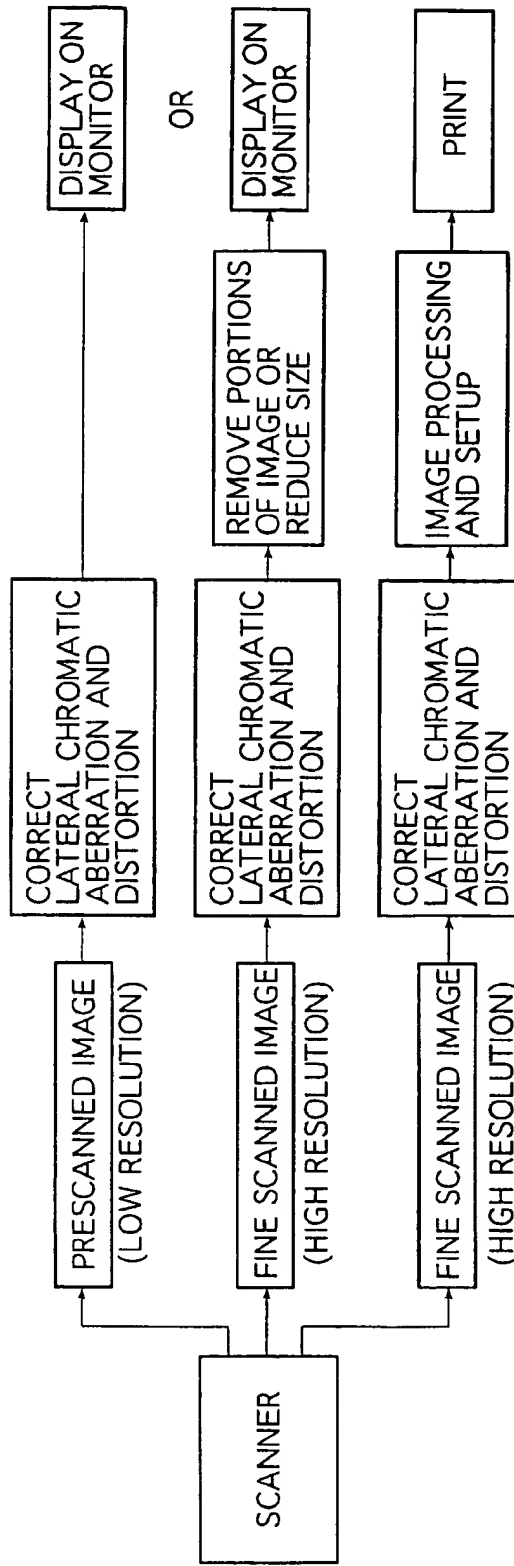 SCANNER
PRESCANNED IMAGE
(LOW RESOLUTION)
CORRECT
LATERAL CHROMATIC
ABERRATION AND
DISTORTION
DISPLAY ON
MONITOR
OR
FINE SCANNED IMAGE
(HIGH RESOLUTION)
CORRECT
LATERAL CHROMATIC
ABERRATION AND
DISTORTION
REMOVE PORTIONS
OF IMAGE OR
REDUCE SIZE
DISPLAY ON
MONITOR
FINE SCANNED IMAGE
(HIGH RESOLUTION)
CORRECT
LATERAL CHROMATIC
ABERRATION AND
DISTORTION
IMAGE PROCESSING
AND SETUP
PRINT